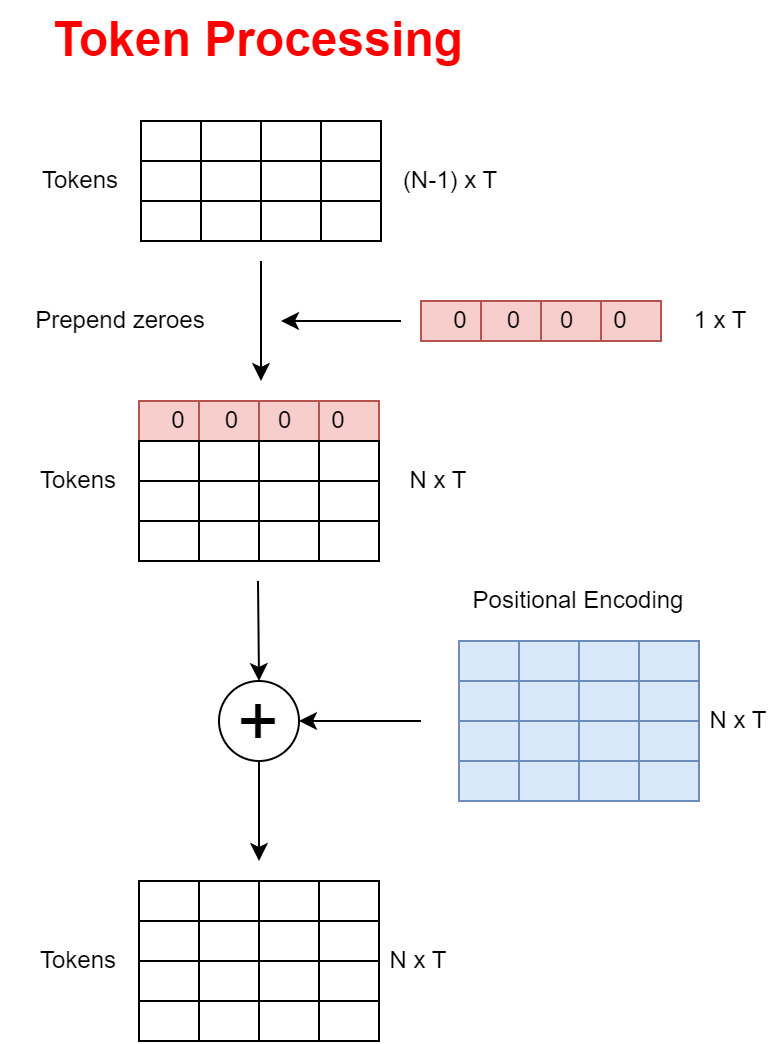 Token Processing
Tokens
(N-1) x T
Prepend zeroes
0 0 0 0
1 x T
0 0 0 0
Tokens
N x T
Positional Encoding
+
N x T
Tokens
N x T